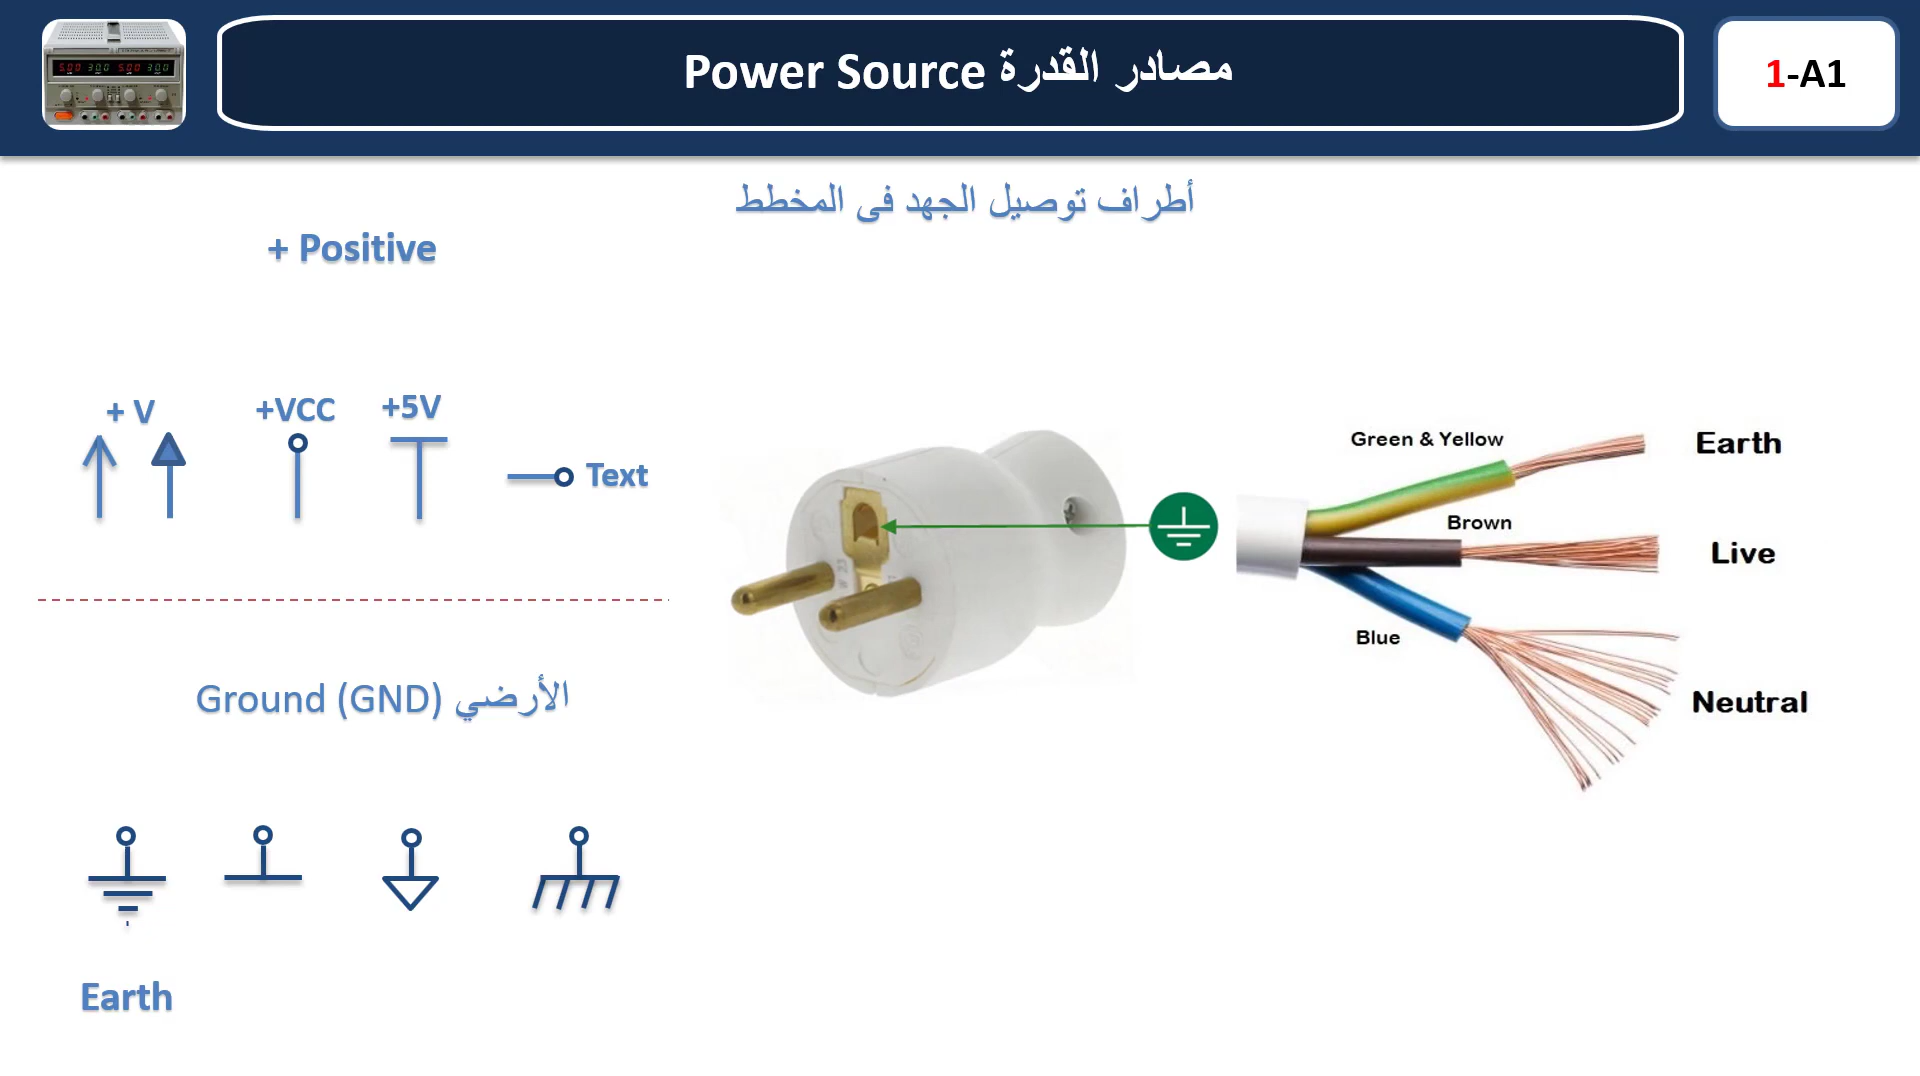 Power Source مصادر القدرة
1-A1
أطراف توصيل الجهد فى المخطط
+ Positive
+ V
+VCC
+5V
Text
Green & Yellow
Earth
Brown
Live
Blue
Neutral
Ground (GND) الأرضي
Earth